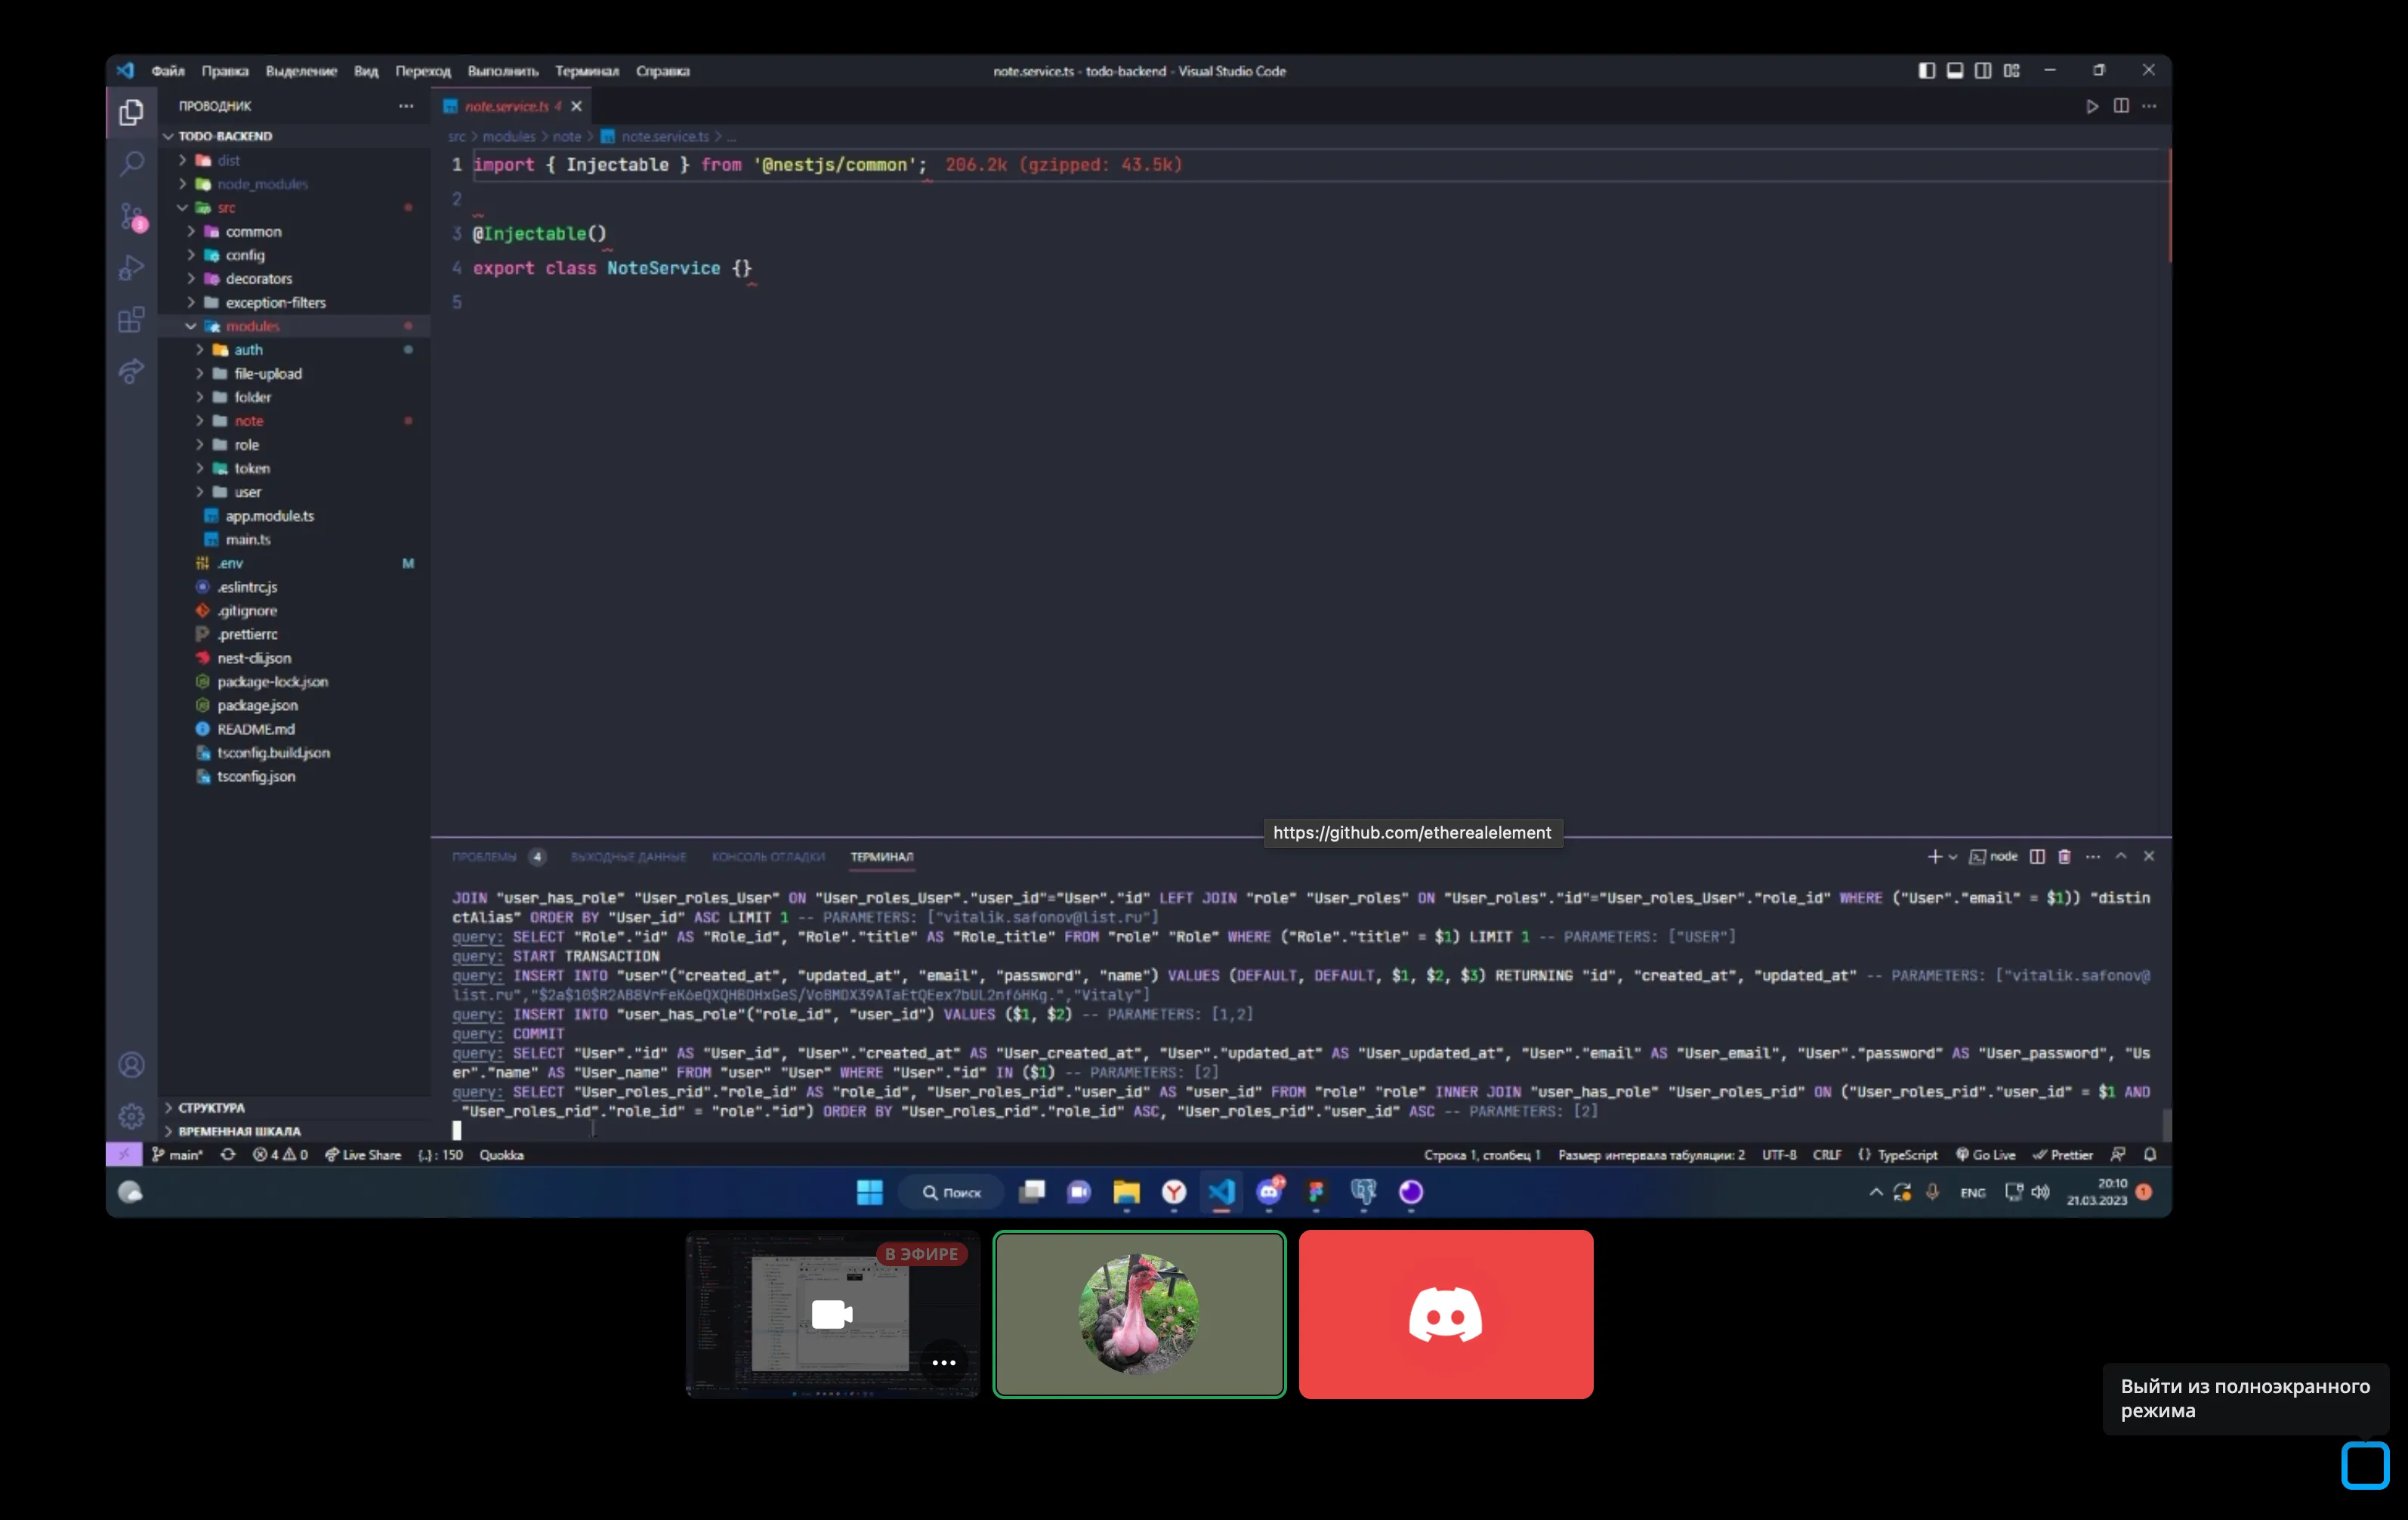 Файл Правка Выделение Вид Переход Выполнить Терминал Справка
note.service.ts - todo-backend - Visual Studio Code
ПРОВОДНИК
note.service.ts 4
TODO-BACKEND
src > modules > note > note.service.ts > ...
dist
node_modules
src
common
config
decorators
exception-filters
modules
auth
file-upload
folder
note
role
token
user
app.module.ts
main.ts
.env M
.eslintrc.js
.gitignore
.prettierrc
nest-cli.json
package-lock.json
package.json
README.md
tsconfig.build.json
tsconfig.json
СТРУКТУРА
ВРЕМЕННАЯ ШКАЛА
1 import { Injectable } from '@nestjs/common'; 206.2k (gzipped: 43.5k)
2
3 @Injectable()
4 export class NoteService {}
5
https://github.com/etherealelement
ПРОБЛЕМЫ 4 ВЫХОДНЫЕ ДАННЫЕ КОНСОЛЬ ОТЛАДКИ ТЕРМИНАЛ
node
JOIN "user_has_role" "User_roles_User" ON "User_roles_User"."user_id"="User"."id" LEFT JOIN "role" "User_roles" ON "User_roles"."id"="User_roles_User"."role_id" WHERE ("User"."email" = $1)) "distin
ctAlias" ORDER BY "User_id" ASC LIMIT 1 -- PARAMETERS: ["vitalik.safonov@list.ru"]
query: SELECT "Role"."id" AS "Role_id", "Role"."title" AS "Role_title" FROM "role" "Role" WHERE ("Role"."title" = $1) LIMIT 1 -- PARAMETERS: ["USER"]
query: START TRANSACTION
query: INSERT INTO "user"("created_at", "updated_at", "email", "password", "name") VALUES (DEFAULT, DEFAULT, $1, $2, $3) RETURNING "id", "created_at", "updated_at" -- PARAMETERS: ["vitalik.safonov@
list.ru","Vitaly"]
query: INSERT INTO "user_has_role"("role_id", "user_id") VALUES ($1, $2) -- PARAMETERS: [1,2]
query: COMMIT
query: SELECT "User"."id" AS "User_id", "User"."created_at" AS "User_created_at", "User"."updated_at" AS "User_updated_at", "User"."email" AS "User_email", "User"."password" AS "User_password", "Us
er"."name" AS "User_name" FROM "user" "User" WHERE "User"."id" IN ($1) -- PARAMETERS: [2]
query: SELECT "User_roles_rid"."role_id" AS "role_id", "User_roles_rid"."user_id" AS "user_id" FROM "role" "role" INNER JOIN "user_has_role" "User_roles_rid" ON ("User_roles_rid"."user_id" = $1 AND
"User_roles_rid"."role_id" = "role"."id") ORDER BY "User_roles_rid"."role_id" ASC, "User_roles_rid"."user_id" ASC -- PARAMETERS: [2]
main* 4 0 Live Share {..} : 150 Quokka
Строка 1, столбец 1 Размер интервала табуляции: 2 UTF-8 CRLF {} TypeScript Go Live Prettier
Поиск
ENG
20:10
21.03.2023
1
В ЭФИРЕ
Выйти из полноэкранного
режима